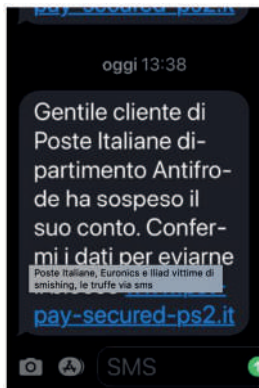 oggi 13:38
Gentile cliente di
Poste Italiane di-
partimento Antifro-
de ha sospeso il
suo conto. Confer-
mi i dati per eviarne
Poste Italiane, Euronics e Iliad vittime di
smishing, le truffe via sms
pay-secured-ps2.it
SMS